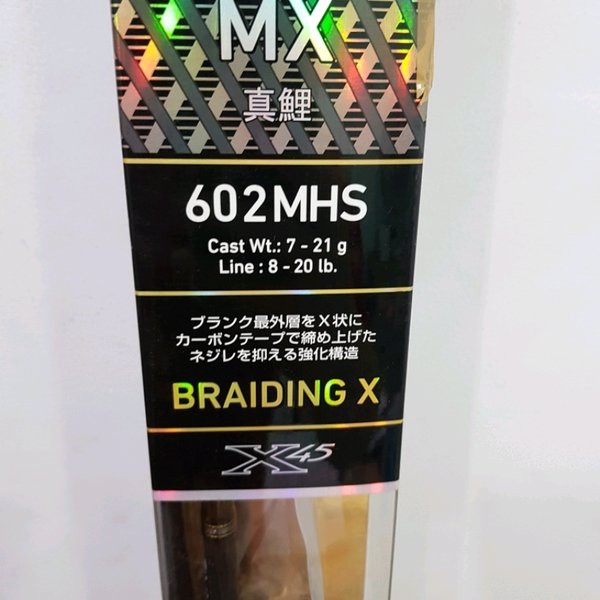 MX
真鯉
602MHS
Cast Wt.: 7 - 21 g
Line : 8 - 20 lb.
ブランク最外層をX状に
カーボンテープで締め上げた
ネジレを抑える強化構造
BRAIDING X
X45